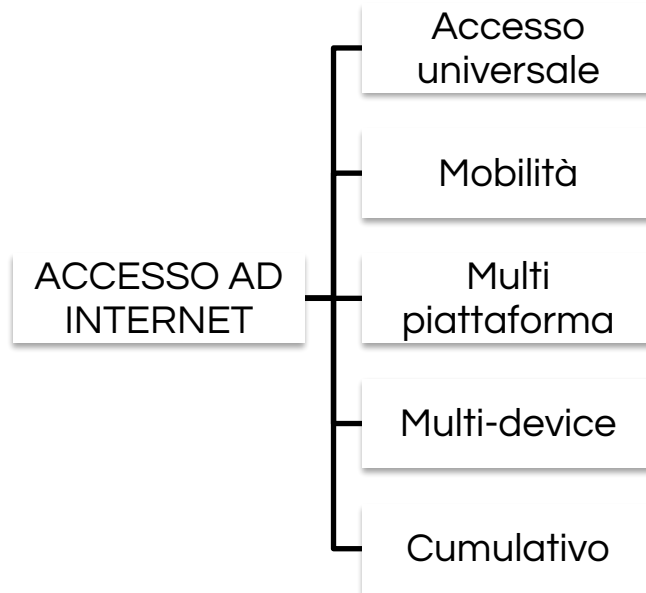 Accesso
universale
Mobilità
ACCESSO AD
INTERNET
Multi
piattaforma
Multi-device
Cumulativo